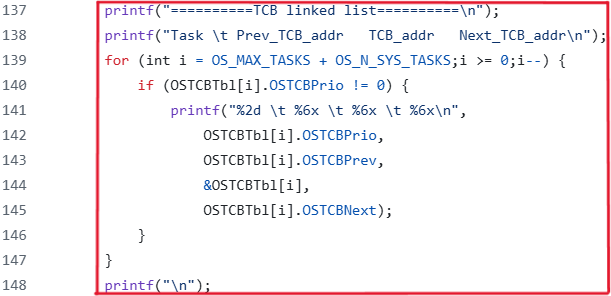 137 printf("==========TCB linked list==========\n");
138 printf("Task \t Prev_TCB_addr   TCB_addr   Next_TCB_addr\n");
139 for (int i = OS_MAX_TASKS + OS_N_SYS_TASKS;i >= 0;i--) {
140     if (OSTCBTbl[i].OSTCBPrio != 0) {
141         printf("%2d \t %6x \t %6x \t %6x\n",
142             OSTCBTbl[i].OSTCBPrio,
143             OSTCBTbl[i].OSTCBPrev,
144             &OSTCBTbl[i],
145             OSTCBTbl[i].OSTCBNext);
146     }
147 }
148 printf("\n");